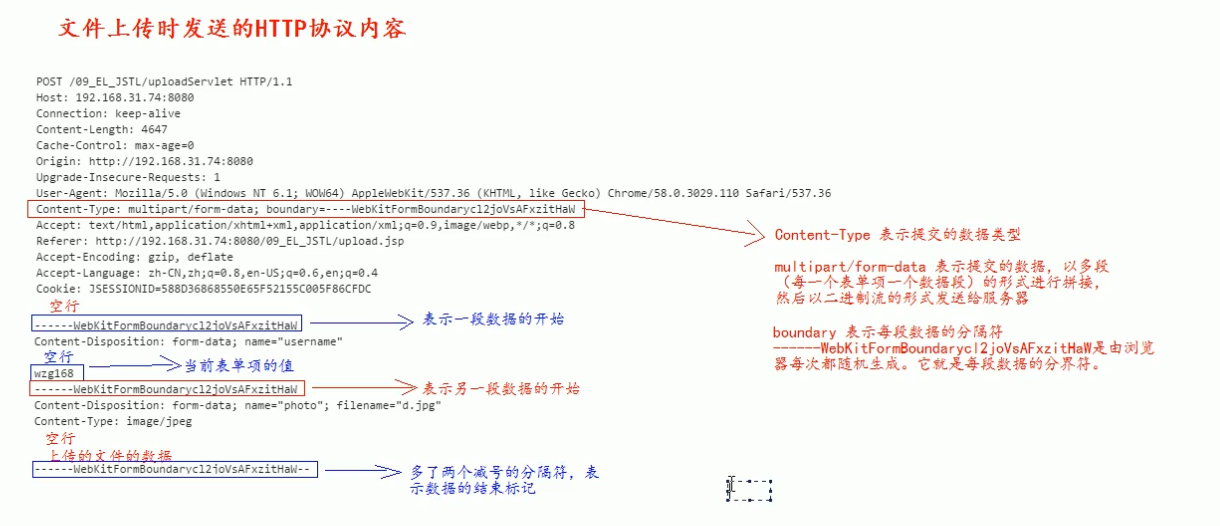 文件上传时发送的HTTP协议内容
POST /09_EL_JSTL/uploadServlet HTTP/1.1
Host: 192.168.31.74:8080
Connection: keep-alive
Content-Length: 4647
Cache-Control: max-age=0
Origin: http://192.168.31.74:8080
Upgrade-Insecure-Requests: 1
User-Agent: Mozilla/5.0 (Windows NT 6.1; WOW64) AppleWebKit/537.36 (KHTML, like Gecko) Chrome/58.0.3029.110 Safari/537.36
Content-Type: multipart/form-data; boundary=----WebKitFormBoundarycl2joVsAFxzitHaW
Accept: text/html,application/xhtml+xml,application/xml;q=0.9,image/webp,*/*;q=0.8
Referer: http://192.168.31.74:8080/09_EL_JSTL/upload.jsp
Accept-Encoding: gzip, deflate
Accept-Language: zh-CN,zh;q=0.8,en-US;q=0.6,en;q=0.4
Cookie: JSESSIONID=588D36868550E65F52155C005F86CFDC
空行
------WebKitFormBoundarycl2joVsAFxzitHaW
表示一段数据的开始
Content-Disposition: form-data; name="username"
空行
当前表单项的值
wzg168
------WebKitFormBoundarycl2joVsAFxzitHaW
表示另一段数据的开始
Content-Disposition: form-data; name="photo"; filename="d.jpg"
Content-Type: image/jpeg
空行
上传的文件的数据
------WebKitFormBoundarycl2joVsAFxzitHaW--
多了两个减号的分隔符，表
示数据的结束标记
Content-Type 表示提交的数据类型
multipart/form-data 表示提交的数据，以多段
（每一个表单项一个数据段）的形式进行拼接，
然后以二进制流的形式发送给服务器
boundary 表示每段数据的分隔符
------WebKitFormBoundarycl2joVsAFxzitHaW是由浏览
器每次都随机生成。它就是每段数据的分界符。